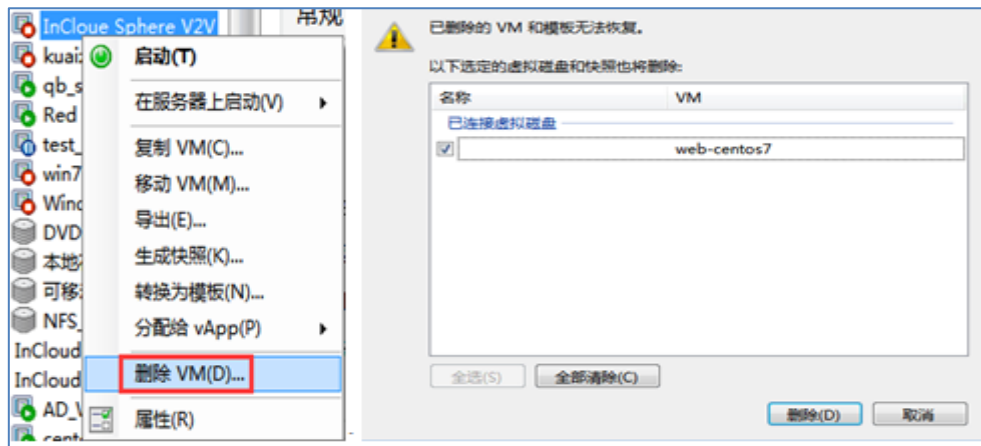 InCloue Sphere V2V
kuai
qb_s
Red
test_
win7
Wind
DVD
本地
可移
NFS_
InCloud
InCloud
AD_V
cent
常规
启动(T)
在服务器上启动(V)
复制 VM(C)...
移动 VM(M)...
导出(E)...
生成快照(K)...
转换为模板(N)...
分配给 vApp(P)
删除 VM(D)...
属性(R)
已删除的 VM 和模板无法恢复。
以下选定的虚拟磁盘和快照也将删除:
名称 VM
已连接虚拟磁盘
web-centos7
全选(S) 全部清除(C)
删除(D) 取消